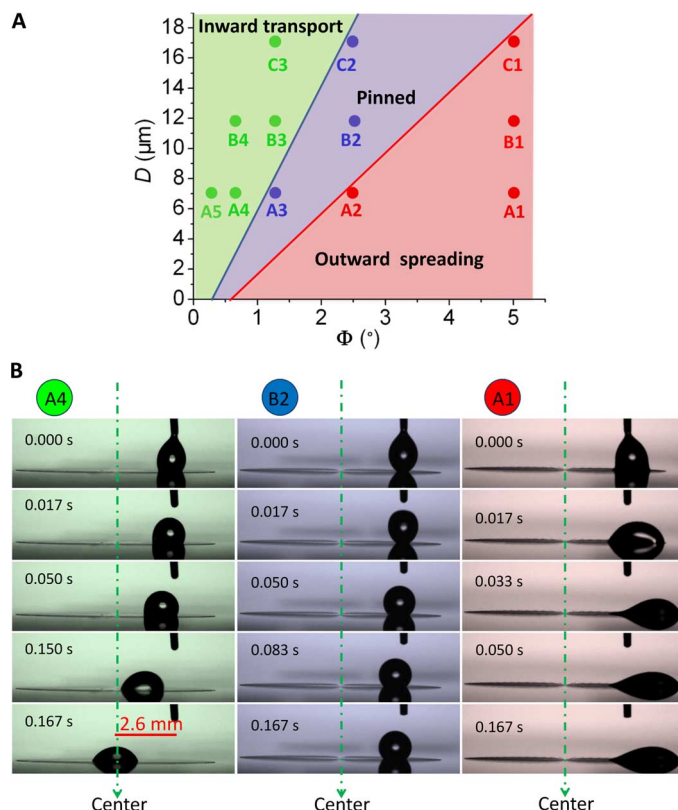 A
Inward transport
Pinned
Outward spreading
C3
C2
C1
B4
B3
B2
B1
A5
A4
A3
A2
A1
D (μm)
18
16
14
12
10
8
6
4
2
0
0 1 2 3 4 5
Φ (°)
B
A4 B2 A1
0.000 s 0.000 s 0.000 s
0.017 s 0.017 s 0.017 s
0.050 s 0.050 s 0.033 s
0.150 s 0.083 s 0.050 s
0.167 s 0.167 s 0.167 s
2.6 mm
Center Center Center